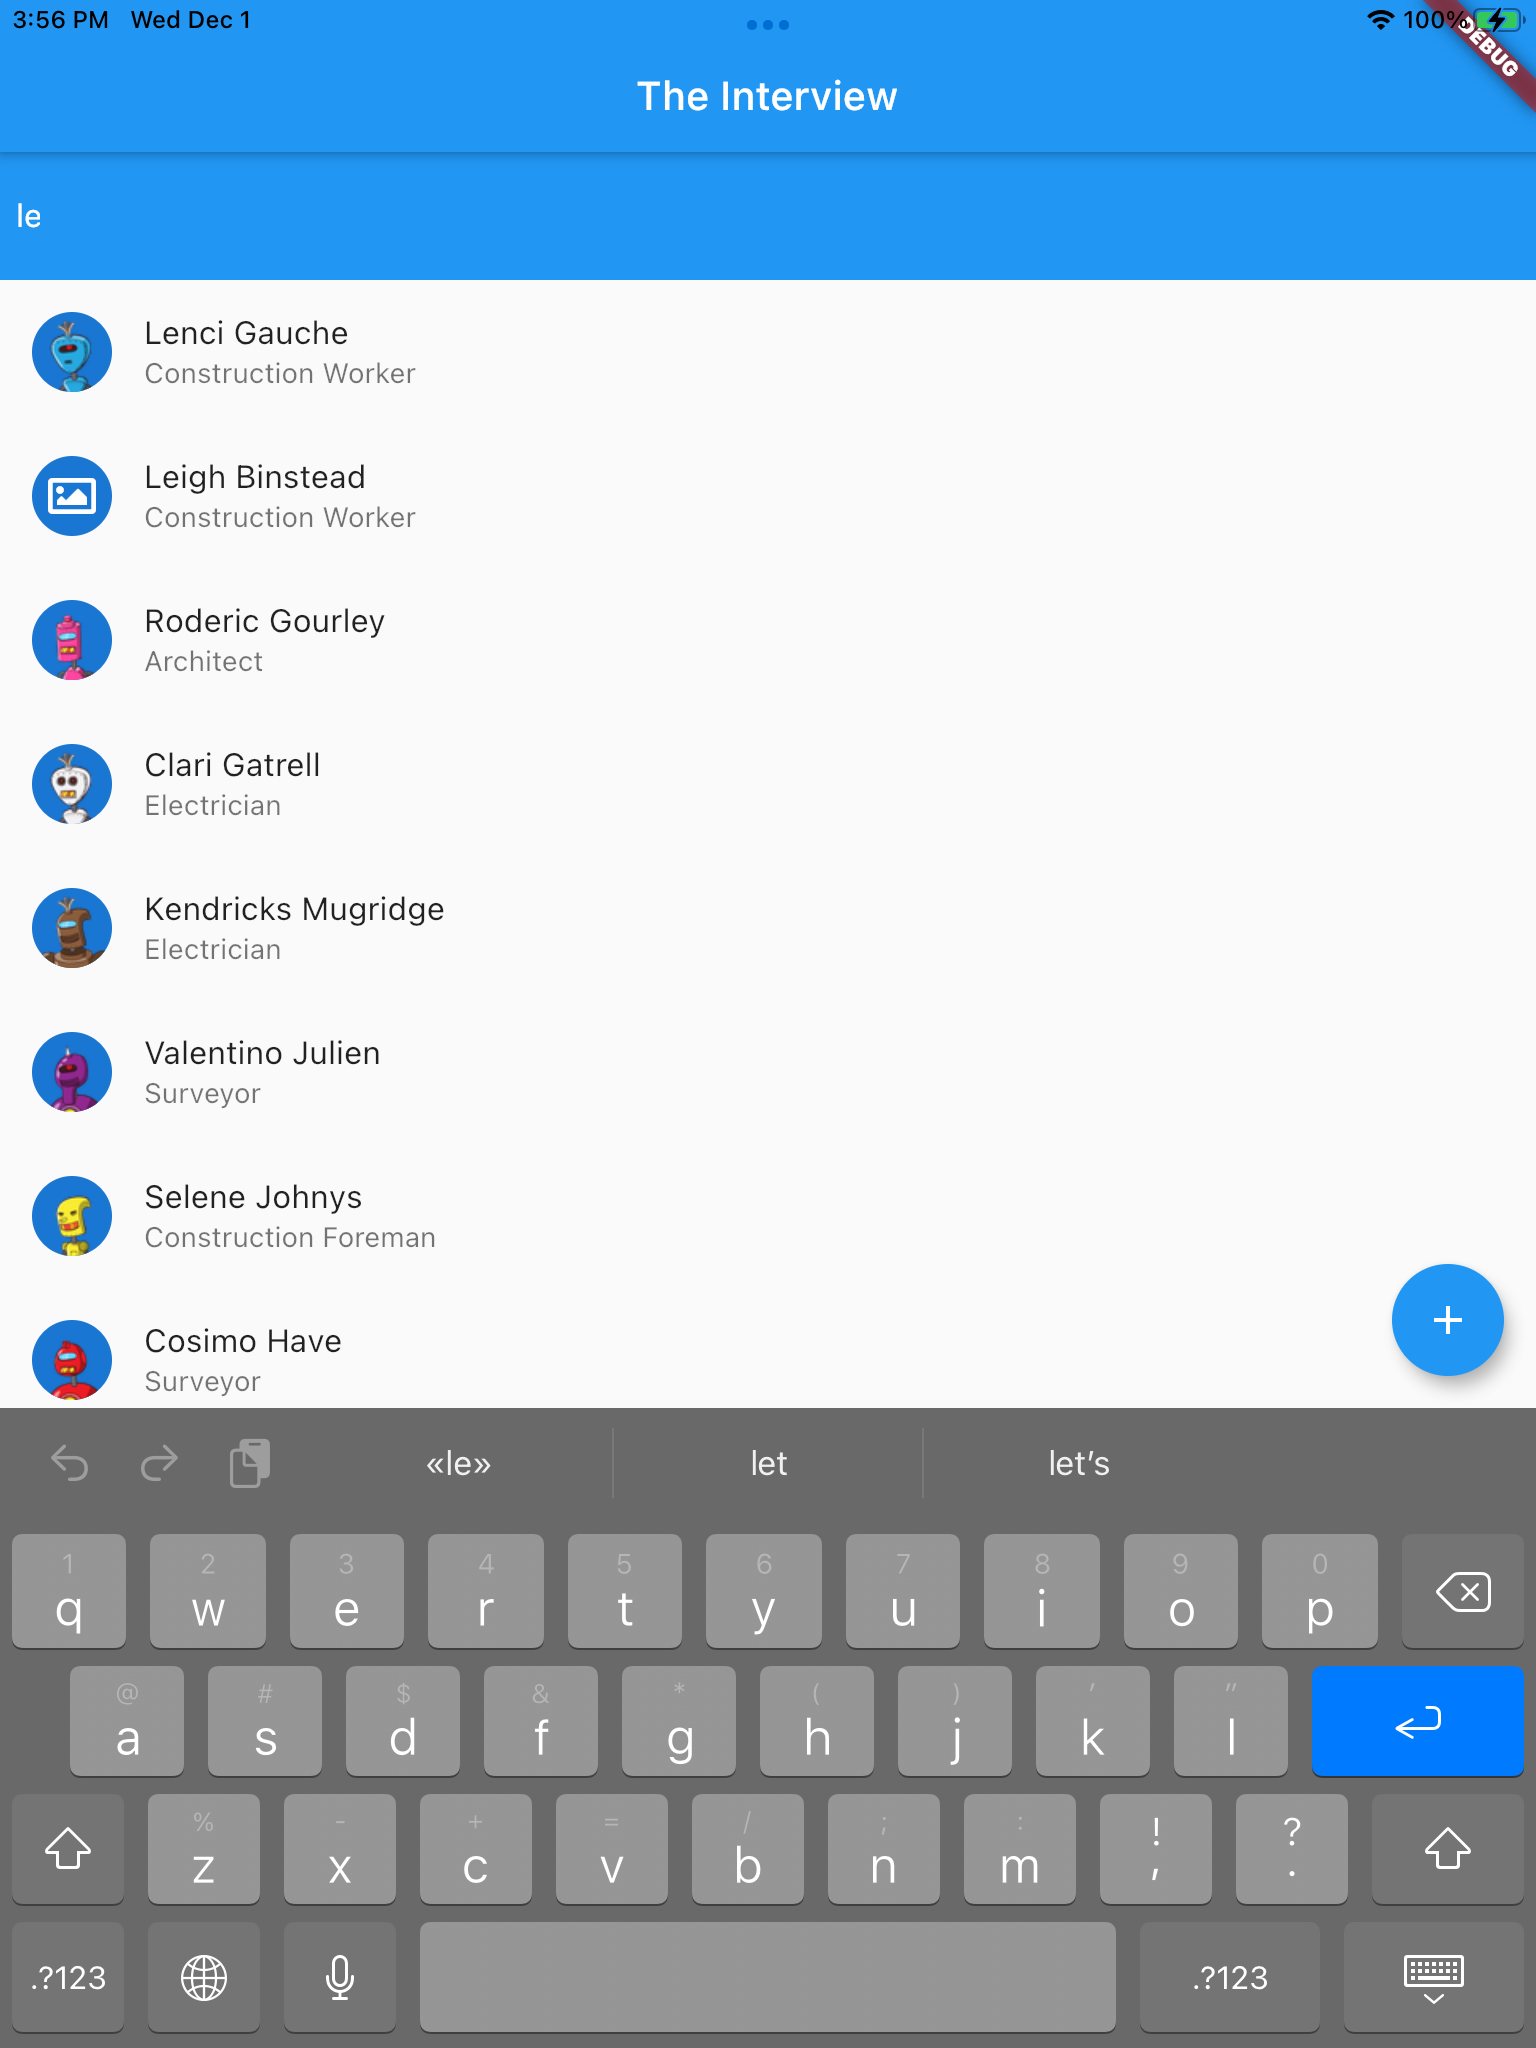 3:56 PM Wed Dec 1
100%
DEBUG
The Interview
le
Lenci Gauche
Construction Worker
Leigh Binstead
Construction Worker
Roderic Gourley
Architect
Clari Gatrell
Electrician
Kendricks Mugridge
Electrician
Valentino Julien
Surveyor
Selene Johnys
Construction Foreman
+
Cosimo Have
Surveyor
«le» let let’s
1 2 3 4 5 6 7 8 9 0
q w e r t y u i o p
@ # $ & * ( ) ’ ”
a s d f g h j k l
% - + = / ; : ! ?
z x c v b n m , .
.?123 .?123